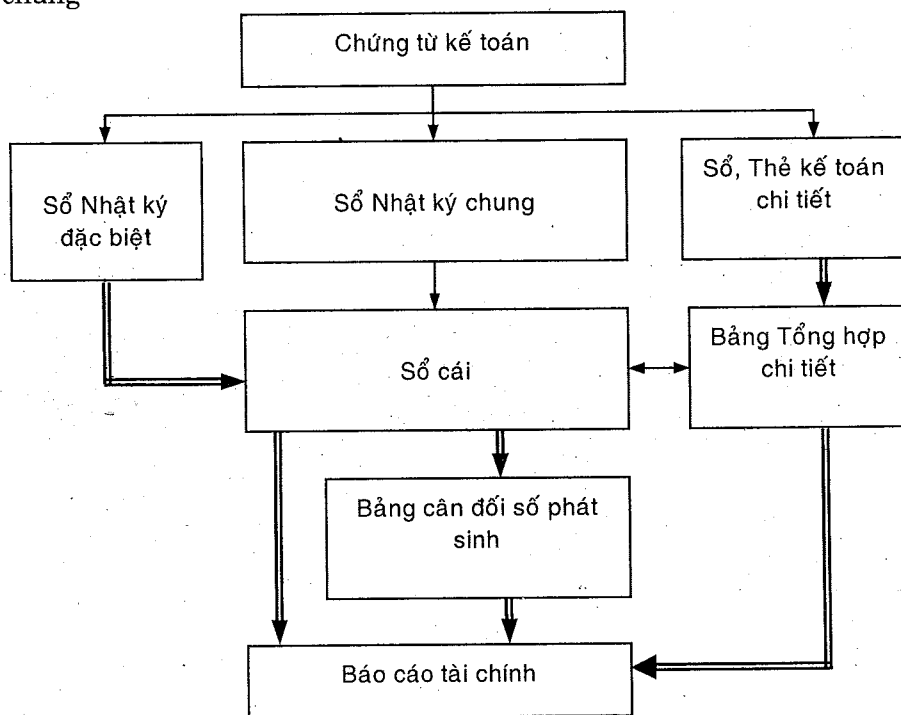 chung
Chứng từ kế toán
Sổ Nhật ký
đặc biệt
Sổ Nhật ký chung
Sổ, Thẻ kế toán
chi tiết
Sổ cái
Bảng Tổng hợp
chi tiết
Bảng cân đối số phát
sinh
Báo cáo tài chính